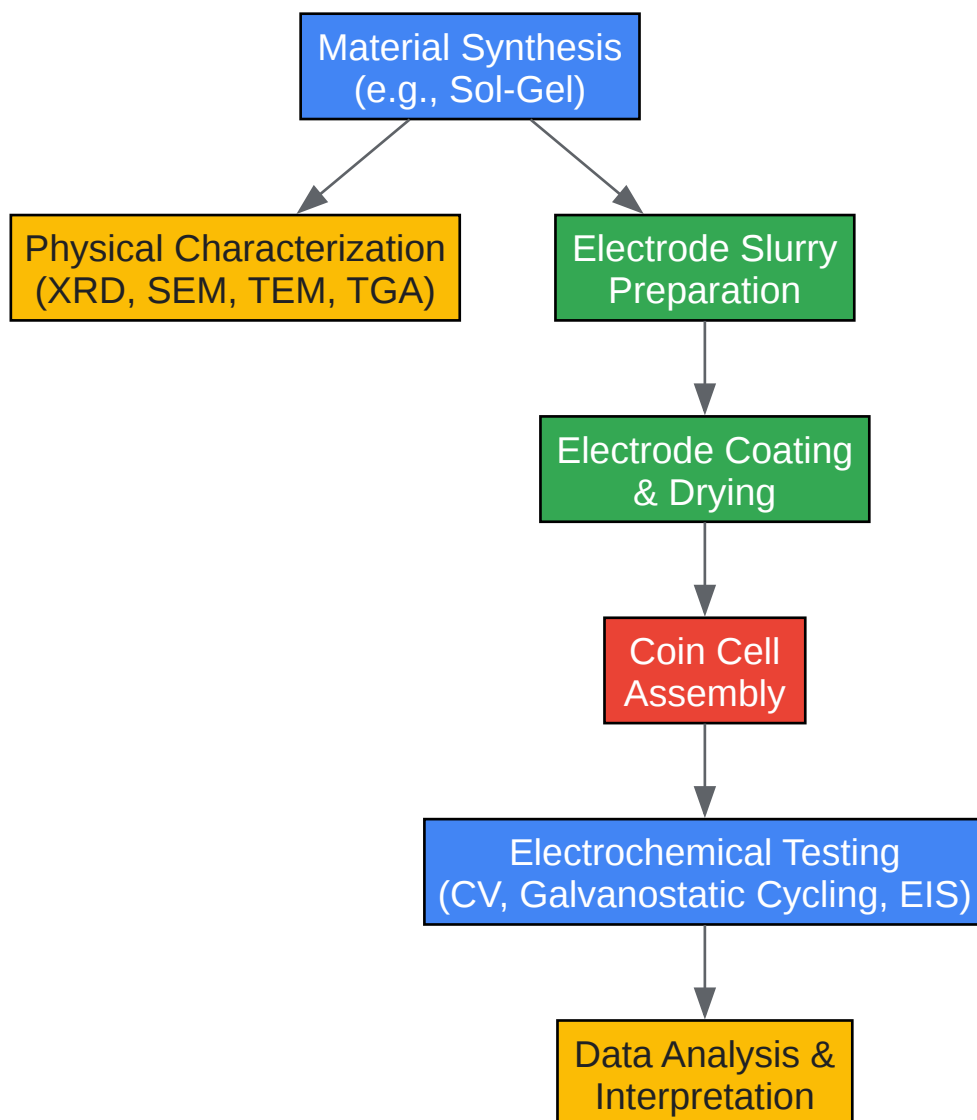 Material Synthesis
(e.g., Sol-Gel)
Physical Characterization
(XRD, SEM, TEM, TGA)
Electrode Slurry
Preparation
Electrode Coating
& Drying
Coin Cell
Assembly
Electrochemical Testing
(CV, Galvanostatic Cycling, EIS)
Data Analysis &
Interpretation